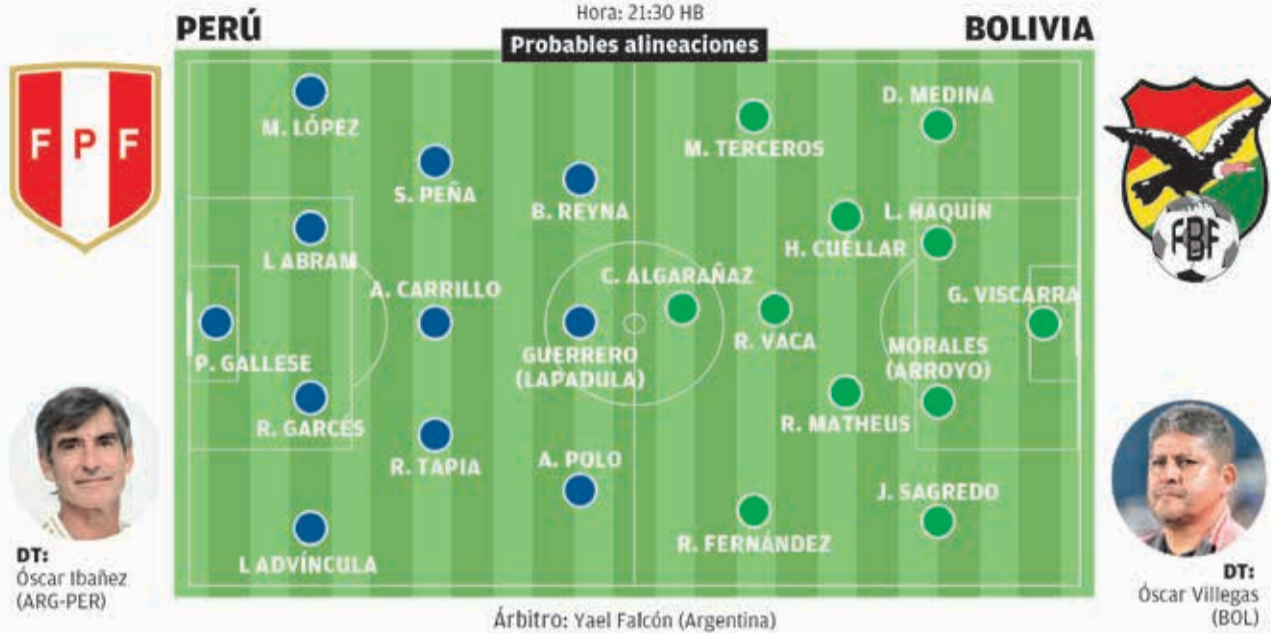 Hora: 21:30 HB
PERÚ
Probables alineaciones
BOLIVIA
FPF
M. LÓPEZ
S. PEÑA
B. REYNA
L ABRAM
A. CARRILLO
P. GALLESE
GUERRERO
(LAPADULA)
R. GARCÉS
R. TAPIA
A. POLO
L ADVÍNCULA
D. MEDINA
M. TERCEROS
L. HAQUÍN
H. CUÉLLAR
C. ALGARAÑAZ
G. VISCARRA
R. VACA
MORALES
(ARROYO)
R. MATHEUS
J. SAGREDO
R. FERNÁNDEZ
FBF
DT:
Óscar Ibañez
(ARG-PER)
DT:
Óscar Villegas
(BOL)
Árbitro: Yael Falcón (Argentina)